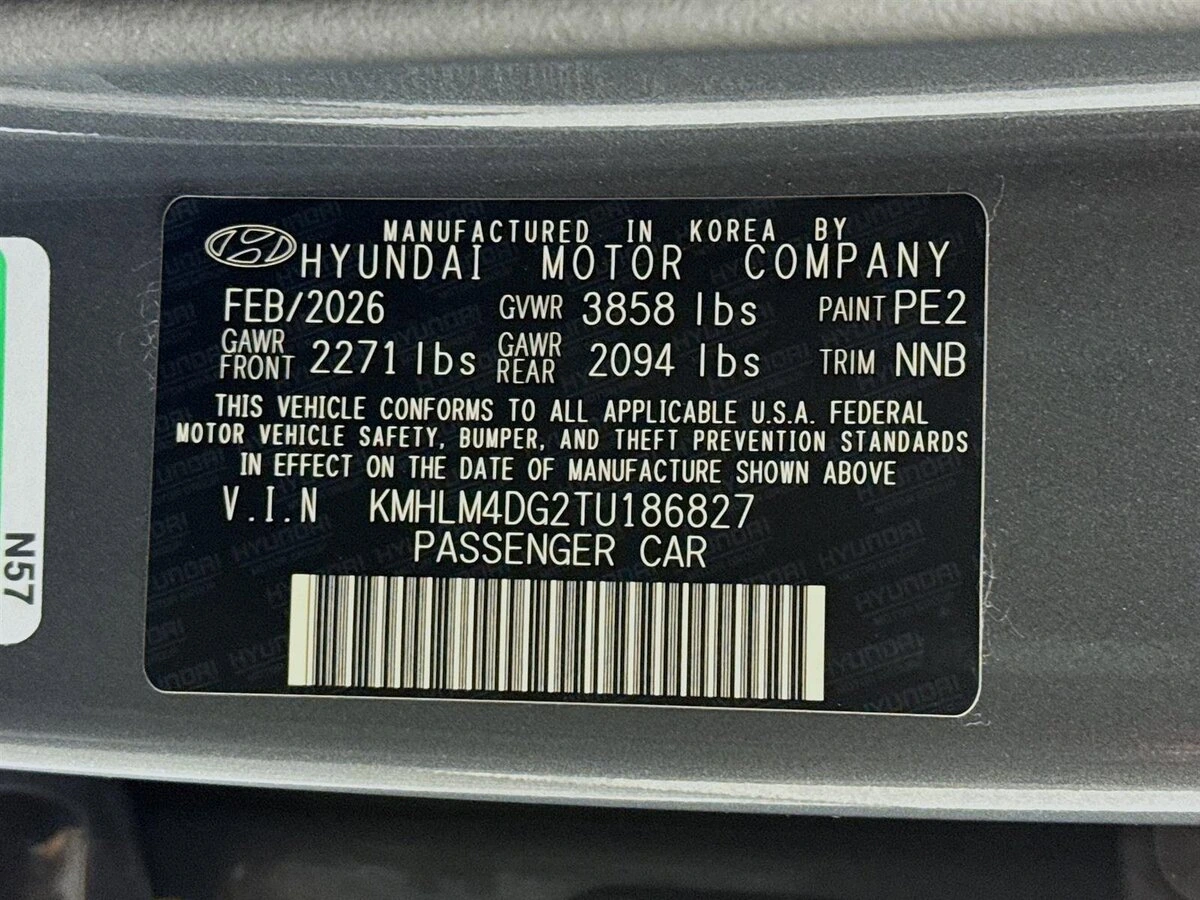 MANUFACTURED IN KOREA BY
HYUNDAI MOTOR COMPANY
FEB/2026 GVWR 3858 lbs PAINT PE2
GAWR FRONT 2271 lbs GAWR REAR 2094 lbs TRIM NNB
THIS VEHICLE CONFORMS TO ALL APPLICABLE U.S.A. FEDERAL
MOTOR VEHICLE SAFETY, BUMPER, AND THEFT PREVENTION STANDARDS
IN EFFECT ON THE DATE OF MANUFACTURE SHOWN ABOVE
V.I.N KMHLM4DG2TU186827
PASSENGER CAR
N57